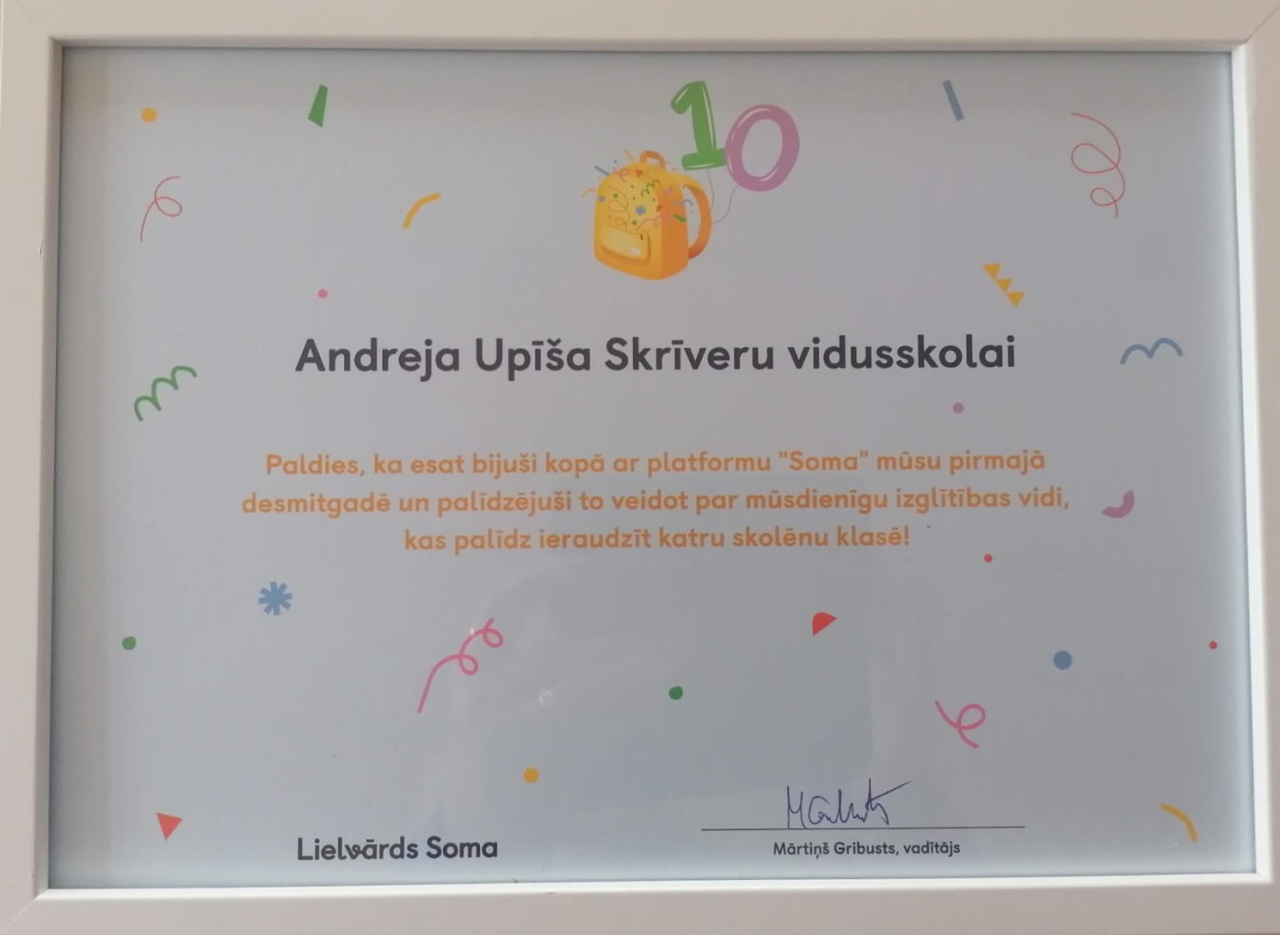 10
Andreja Upīša Skrīveru vidusskolai
Paldies, ka esat bijuši kopā ar platformu "Soma" mūsu pirmajā
desmitgadē un palīdzējuši to veidot par mūsdienīgu izglītības vidi,
kas palīdz ieraudzīt katru skolēnu klasē!
Lielvārds Soma
Mārtiņš Gribusts, vadītājs